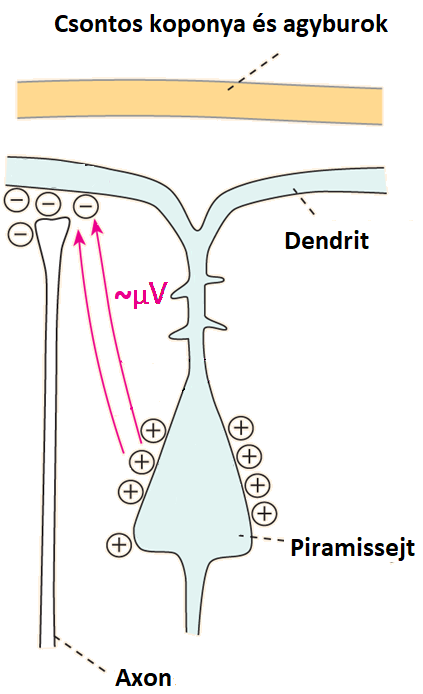 Csontos koponya és agyburok
Dendrit
~µV
Piramissejt
Axon